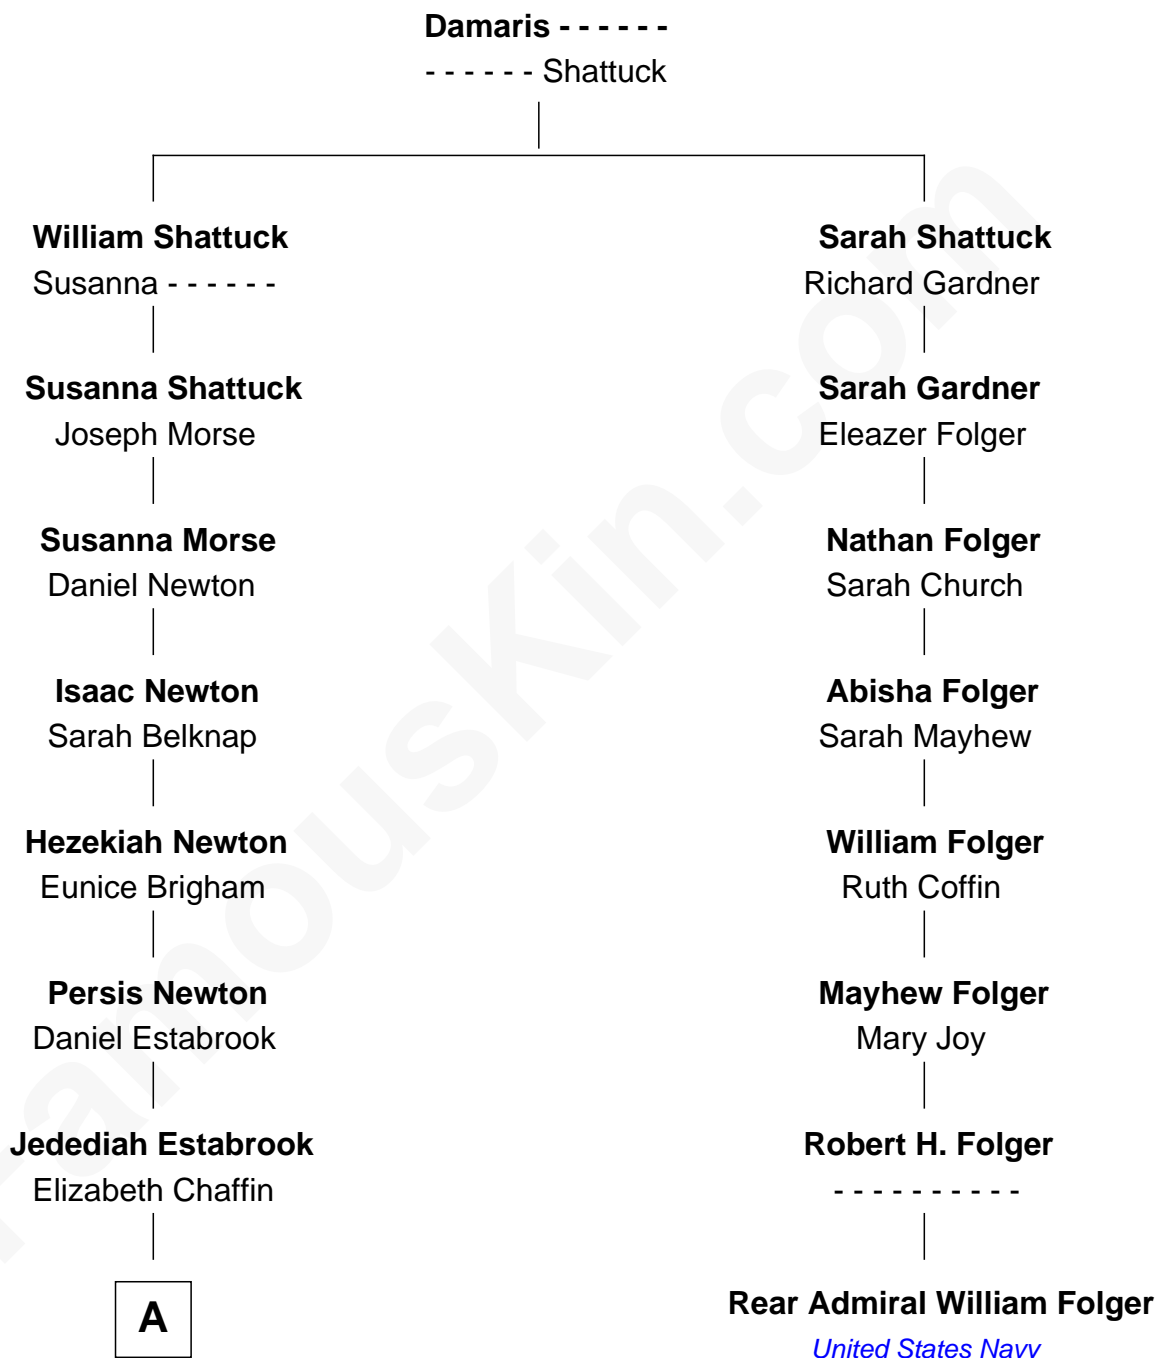 Damaris - - - - - -
- - - - - - Shattuck
William Shattuck
Susanna - - - - - -
Sarah Shattuck
Richard Gardner
Susanna Shattuck
Joseph Morse
Sarah Gardner
Eleazer Folger
Susanna Morse
Daniel Newton
Nathan Folger
Sarah Church
Isaac Newton
Sarah Belknap
Abisha Folger
Sarah Mayhew
Hezekiah Newton
Eunice Brigham
William Folger
Ruth Coffin
Persis Newton
Daniel Estabrook
Mayhew Folger
Mary Joy
Jedediah Estabrook
Elizabeth Chaffin
Robert H. Folger
- - - - - - - - - -
A
Rear Admiral William Folger
United States Navy
FamousKin.com